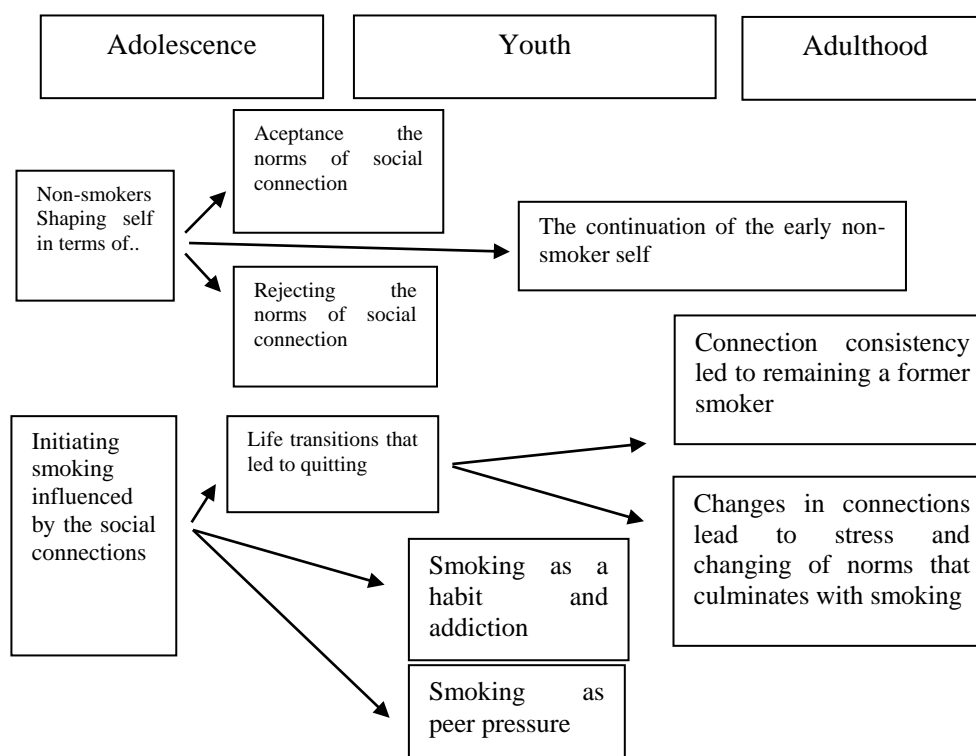 Adolescence
Youth
Adulthood
Aceptance the
norms of social
connection
Non-smokers
Shaping self
in terms of..
The continuation of the early non-
smoker self
Rejecting the
norms of social
connection
Connection consistency
led to remaining a former
smoker
Initiating
smoking
influenced
by the social
connections
Life transitions that
led to quitting
Changes in connections
lead to stress and
changing of norms that
culminates with smoking
Smoking as a
habit and
addiction
Smoking as
peer pressure